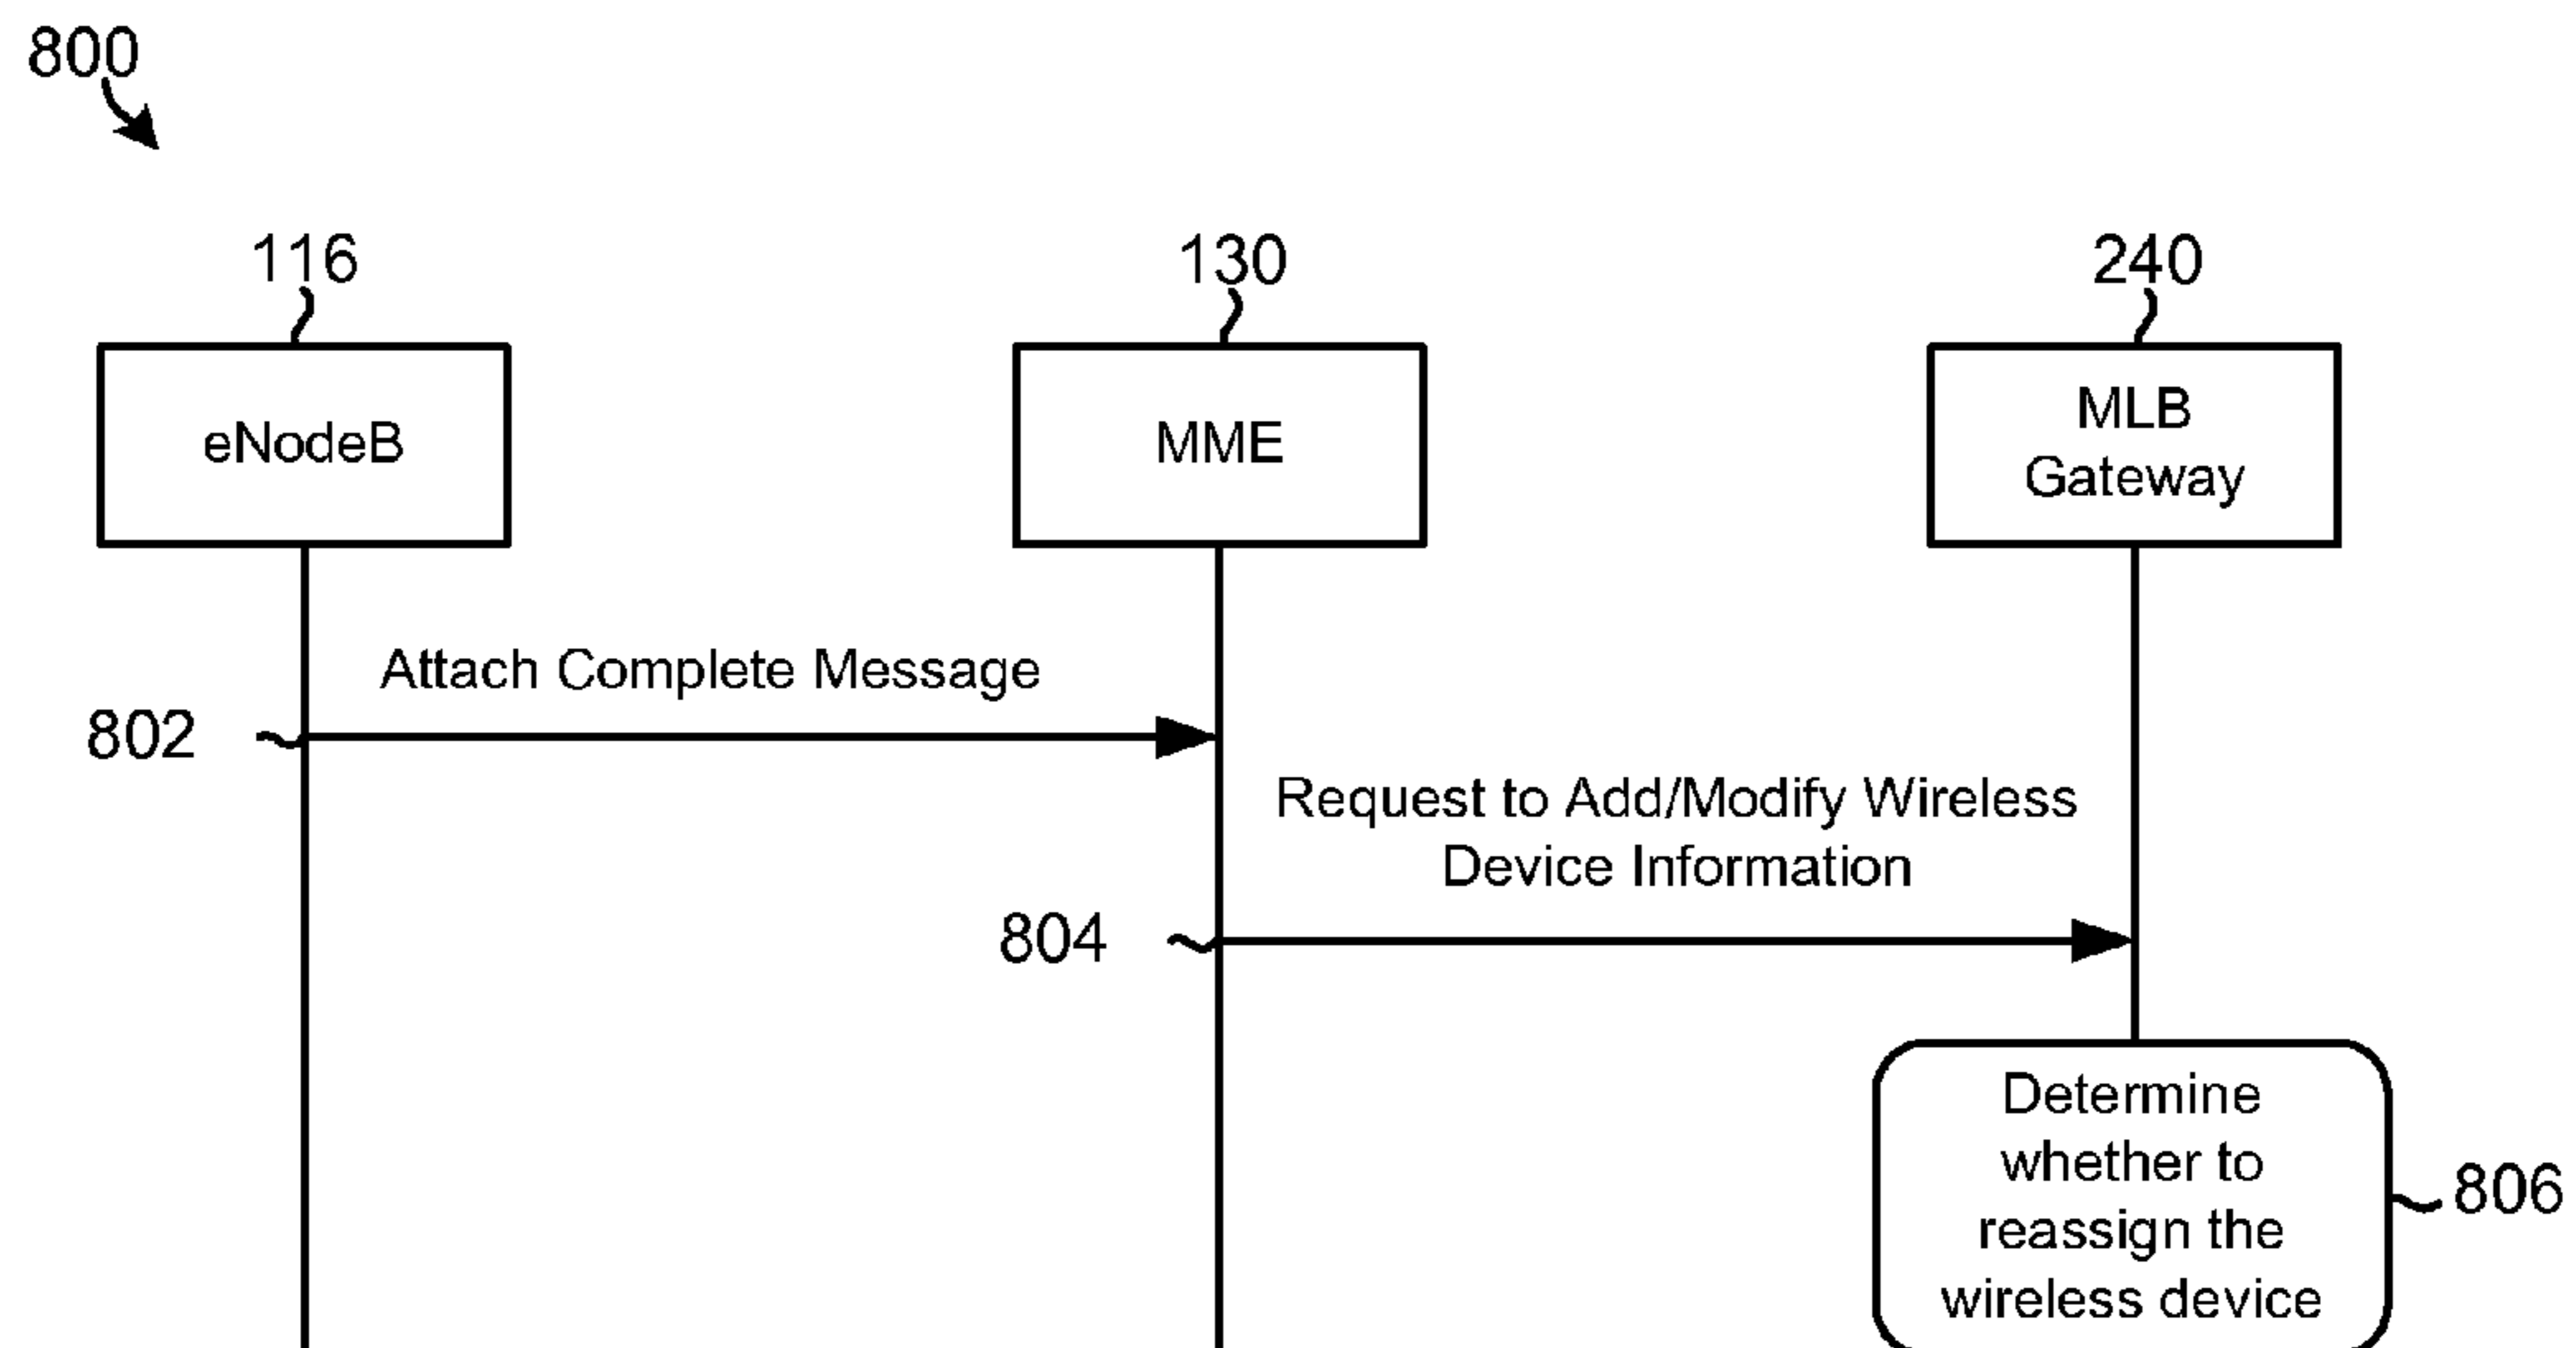 800
116
130
240
eNodeB
MME
MLB
Gateway
Attach Complete Message
802
Request to Add/Modify Wireless
Device Information
804
Determine
whether to
reassign the
wireless device
806